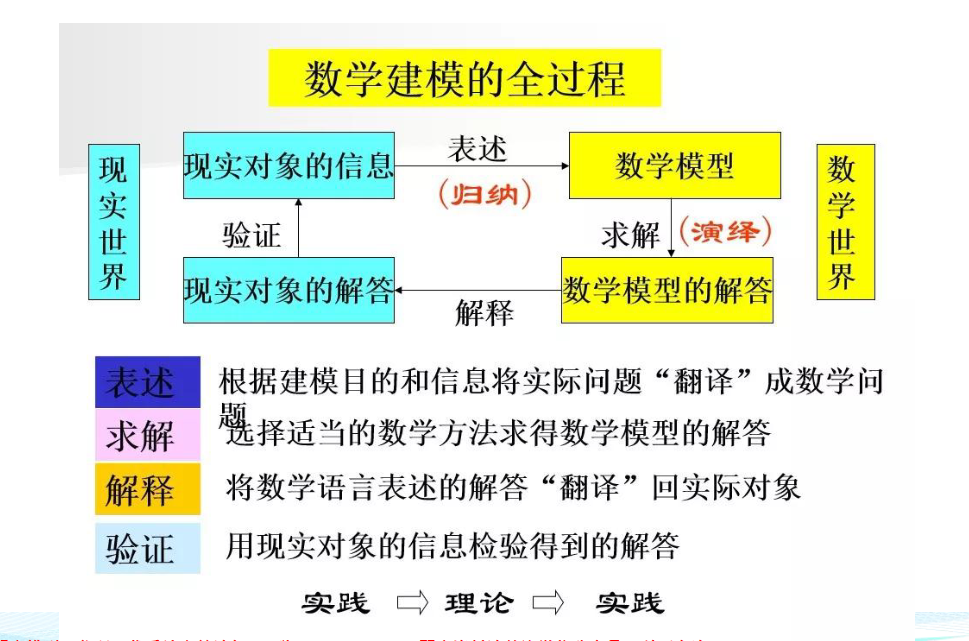 数学建模的全过程
现实世界
现实对象的信息
表述
(归纳)
数学模型
数学世界
验证
求解
(演绎)
现实对象的解答
解释
数学模型的解答
表述 根据建模目的和信息将实际问题“翻译”成数学问
题
求解 选择适当的数学方法求得数学模型的解答
解释 将数学语言表述的解答“翻译”回实际对象
验证 用现实对象的信息检验得到的解答
实践 ⇨ 理论 ⇨ 实践